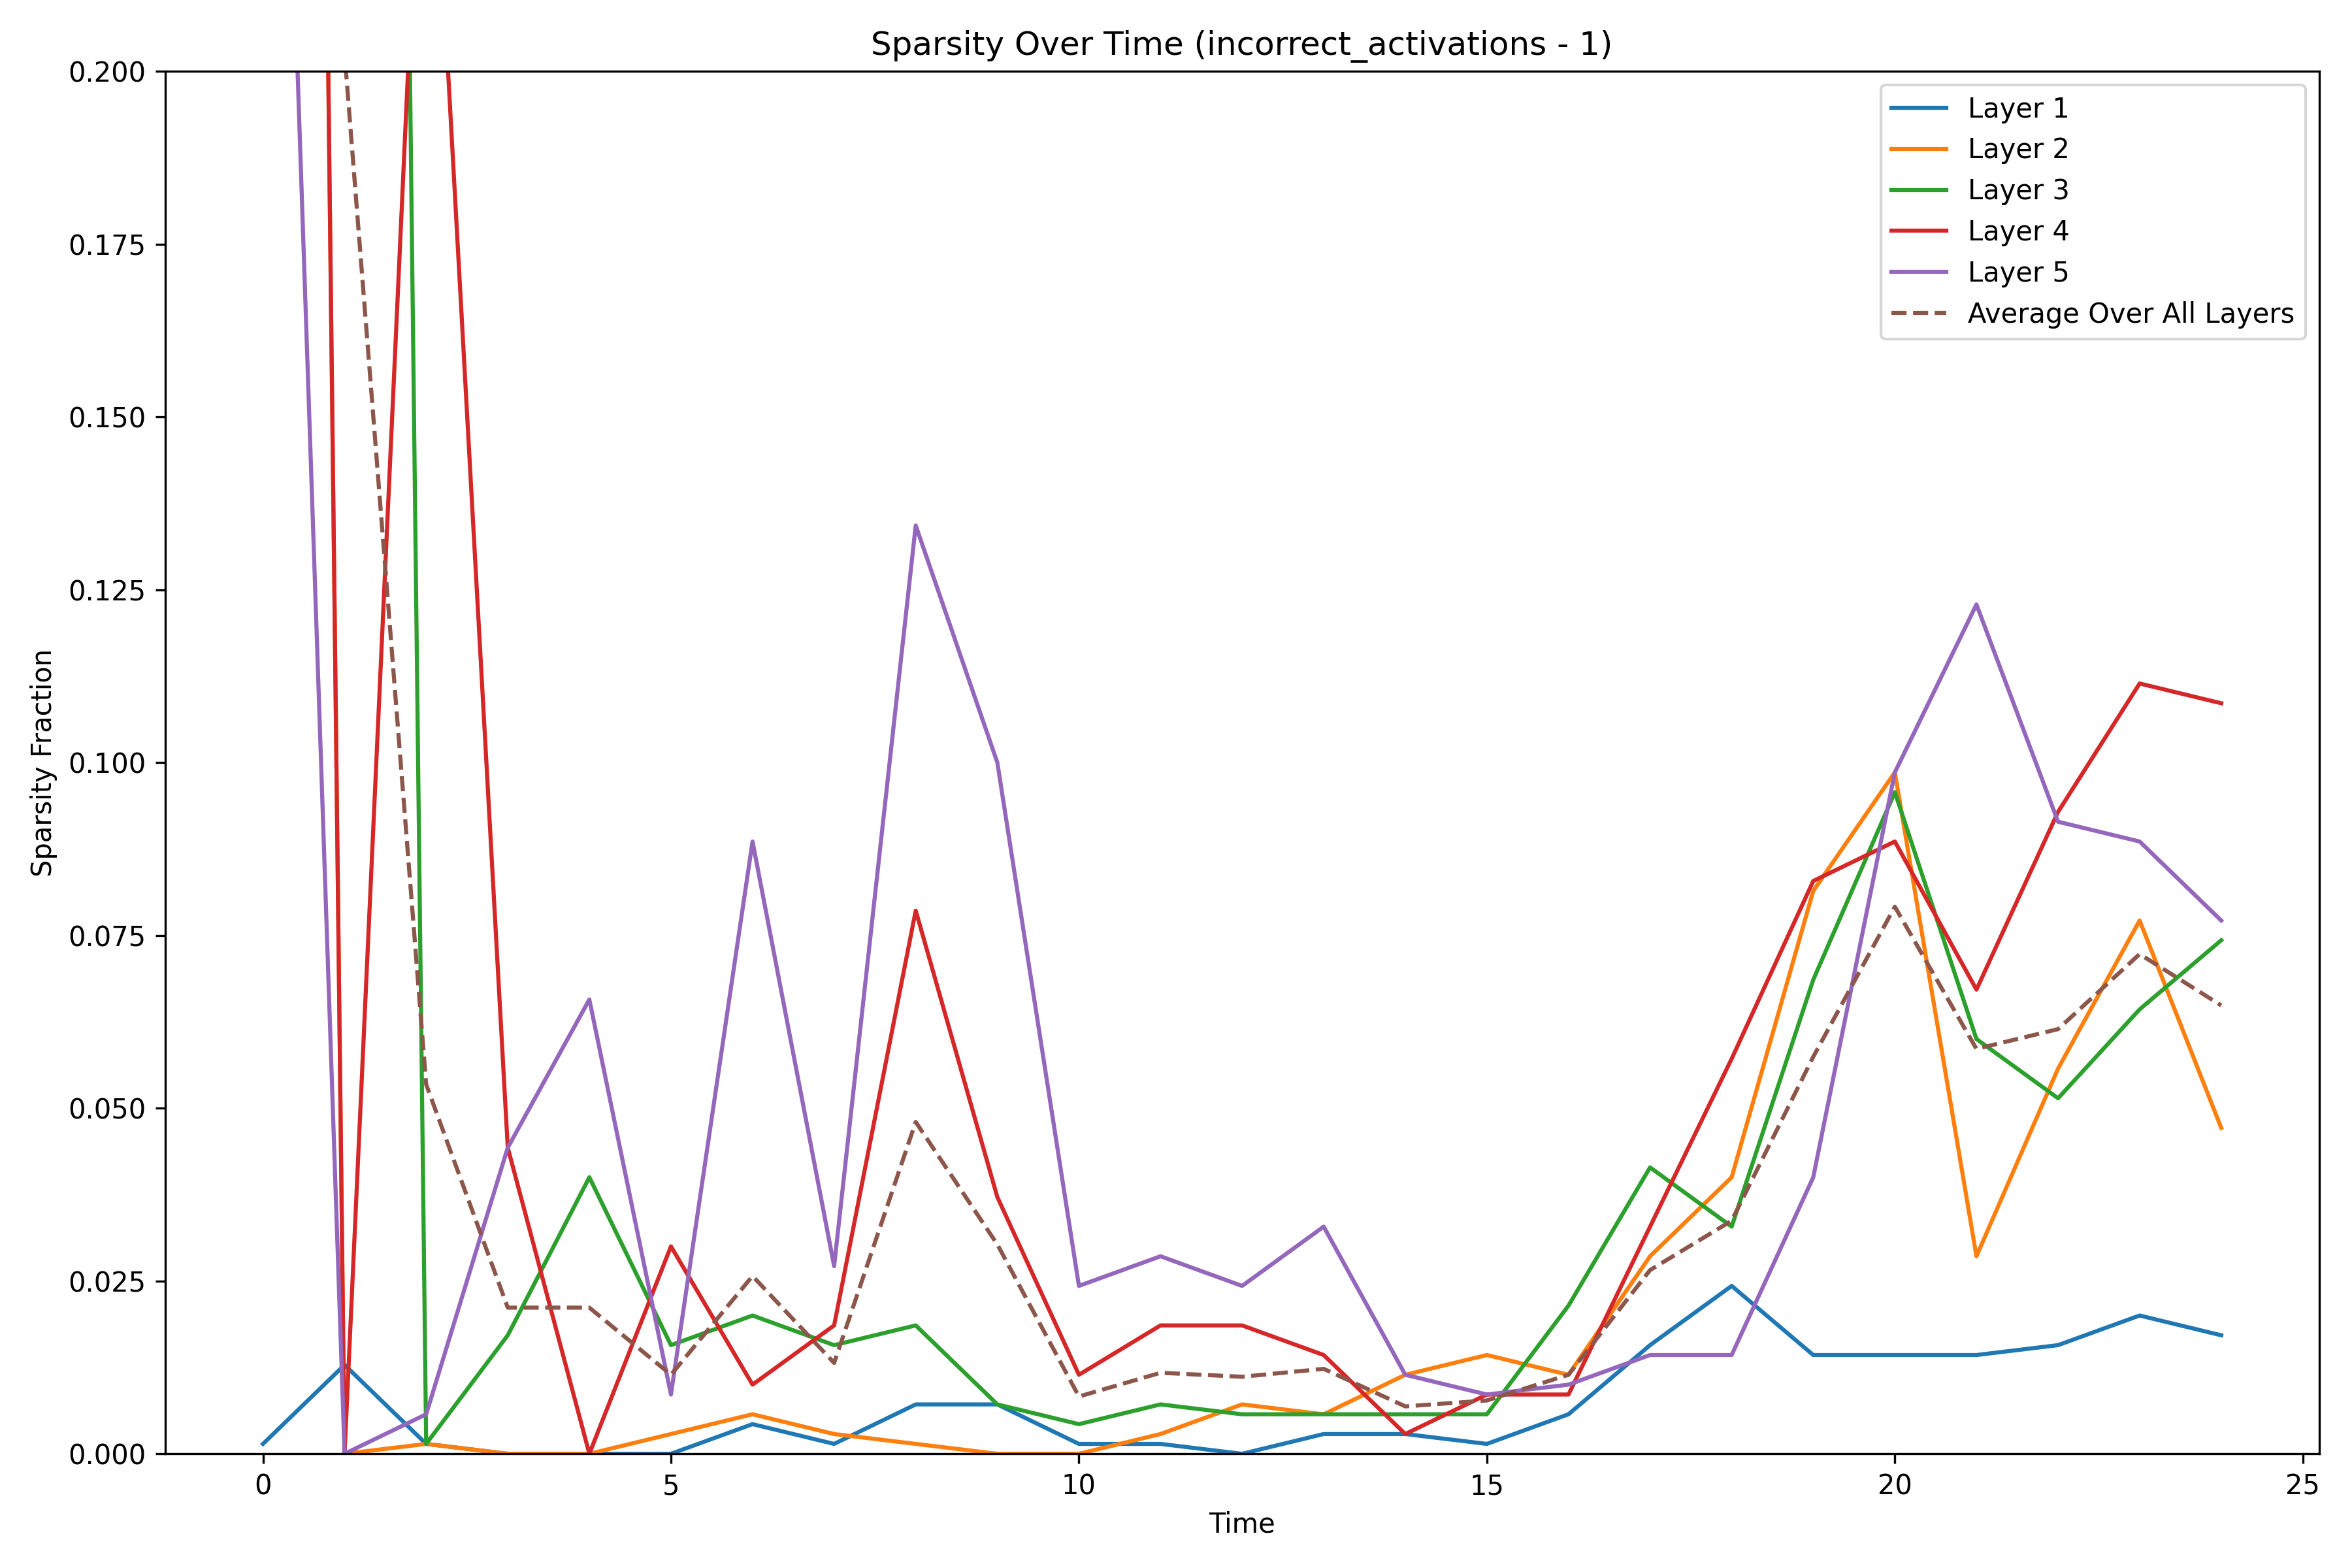 Sparsity Over Time (incorrect_activations - 1)
0.200
0.175
0.150
0.125
0.100
0.075
0.050
0.025
0.000
Sparsity Fraction
Layer 1
Layer 2
Layer 3
Layer 4
Layer 5
Average Over All Layers
0
5
10
15
20
25
Time